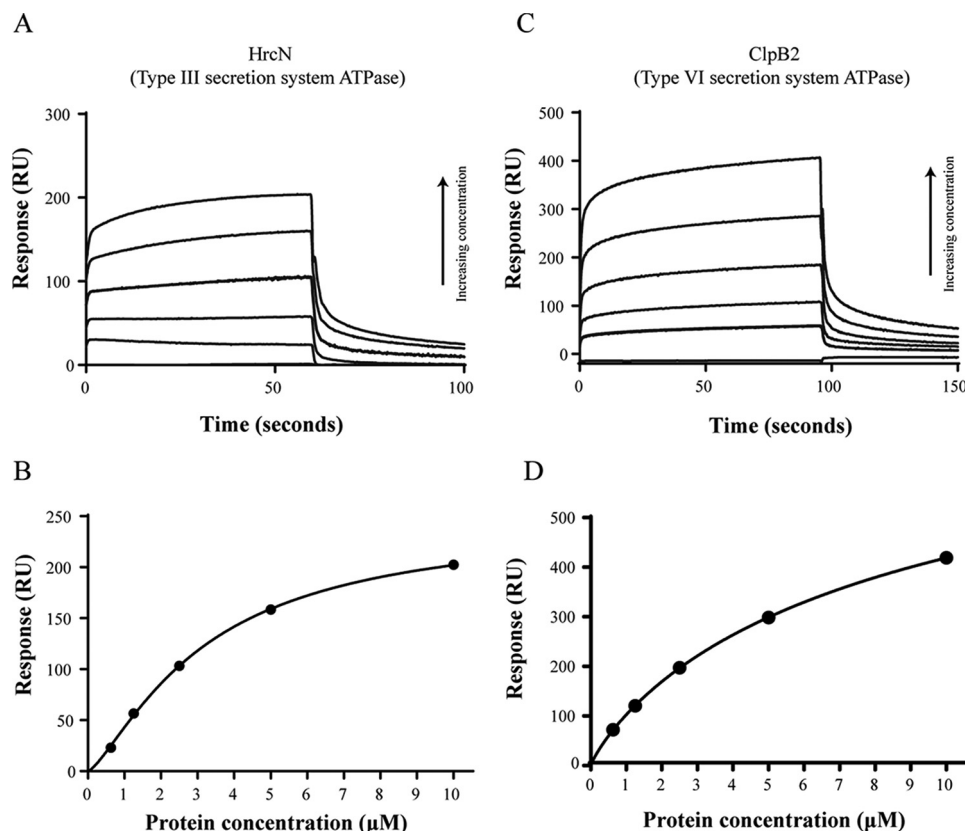 A
HrcN
(Type III secretion system ATPase)
300
200
100
0
Response (RU)
Increasing concentration
0
50
100
Time (seconds)
C
ClpB2
(Type VI secretion system ATPase)
500
400
300
200
100
0
Response (RU)
Increasing concentration
0
50
100
150
Time (seconds)
B
250
200
150
100
50
0
Response (RU)
0 1 2 3 4 5 6 7 8 9 10
Protein concentration (µM)
D
500
400
300
200
100
0
Response (RU)
0 1 2 3 4 5 6 7 8 9 10
Protein concentration (µM)